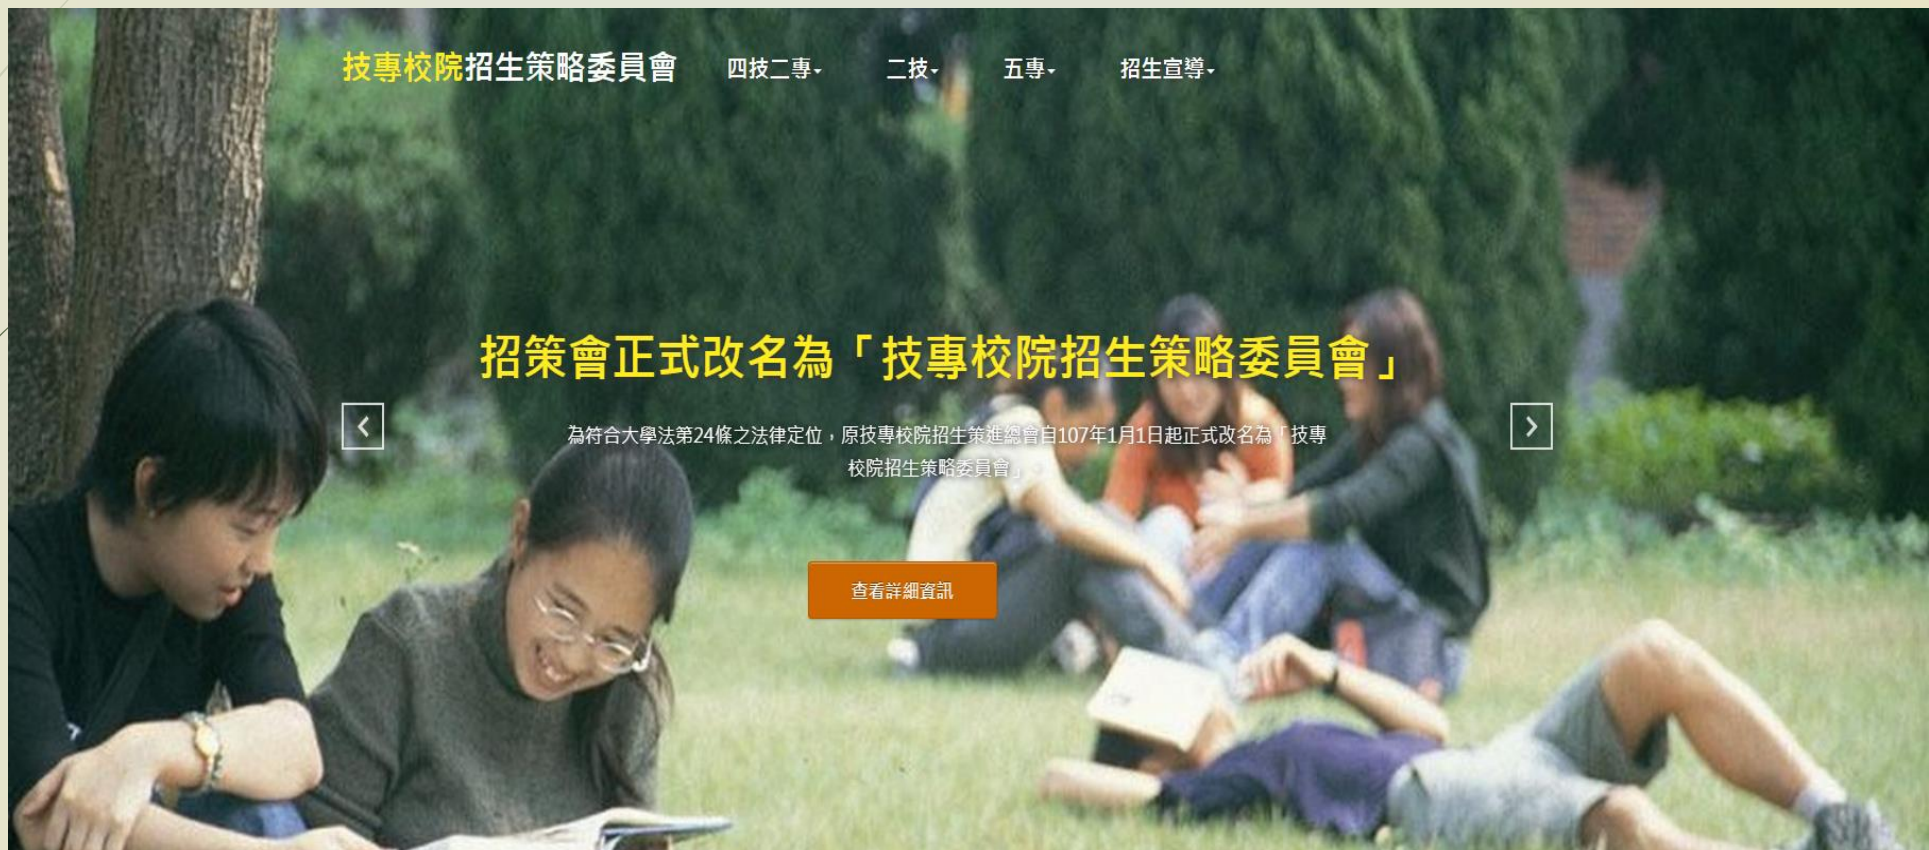 技專校院招生策略委員會 四技二專 二技 五專 招生宣導
招策會正式改名為「技專校院招生策略委員會」
為符合大學法第24條之法律定位，原技專校院招生策進總會自107年1月1日起正式改名為「技專
校院招生策略委員會」。
查看詳細資訊